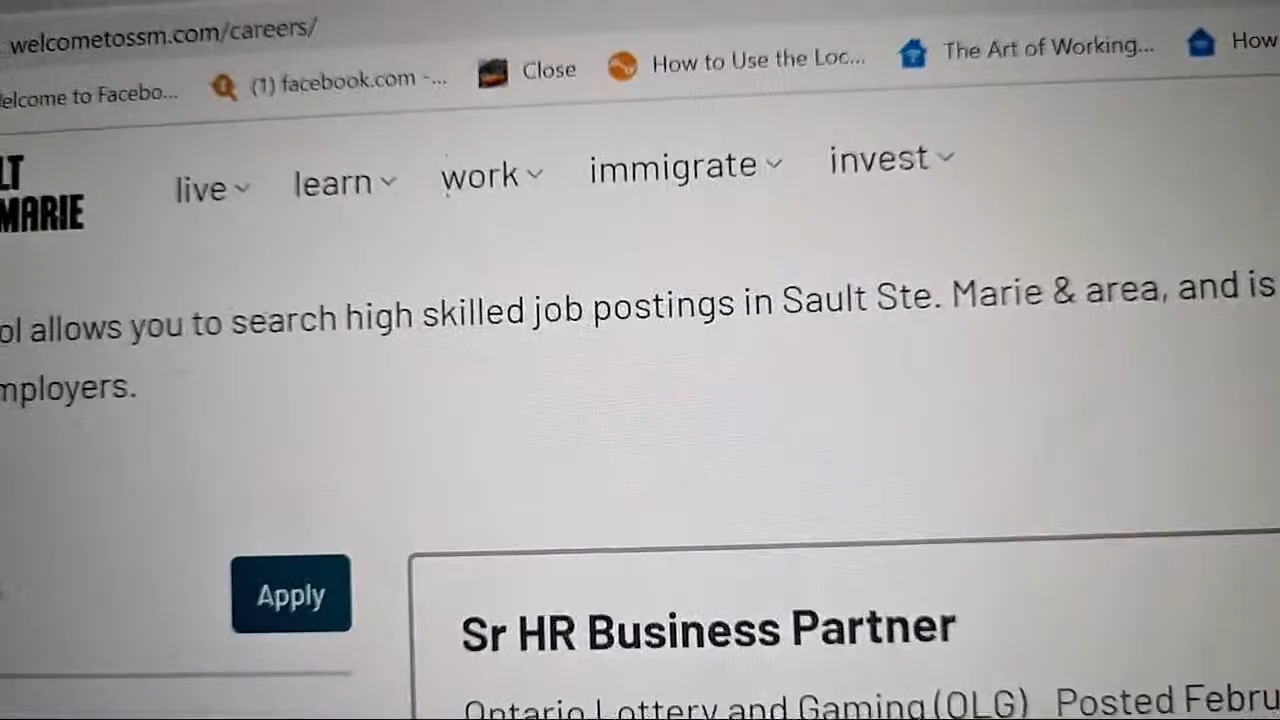 welcometossm.com/careers/
elcome to Facebo... (1) facebook.com -... Close How to Use the Loc... The Art of Working... How
LT
MARIE
live learn work immigrate invest
ol allows you to search high skilled job postings in Sault Ste. Marie & area, and is
mployers.
Apply
Sr HR Business Partner
Ontario Lottery and Gaming (OLG) Posted Febru